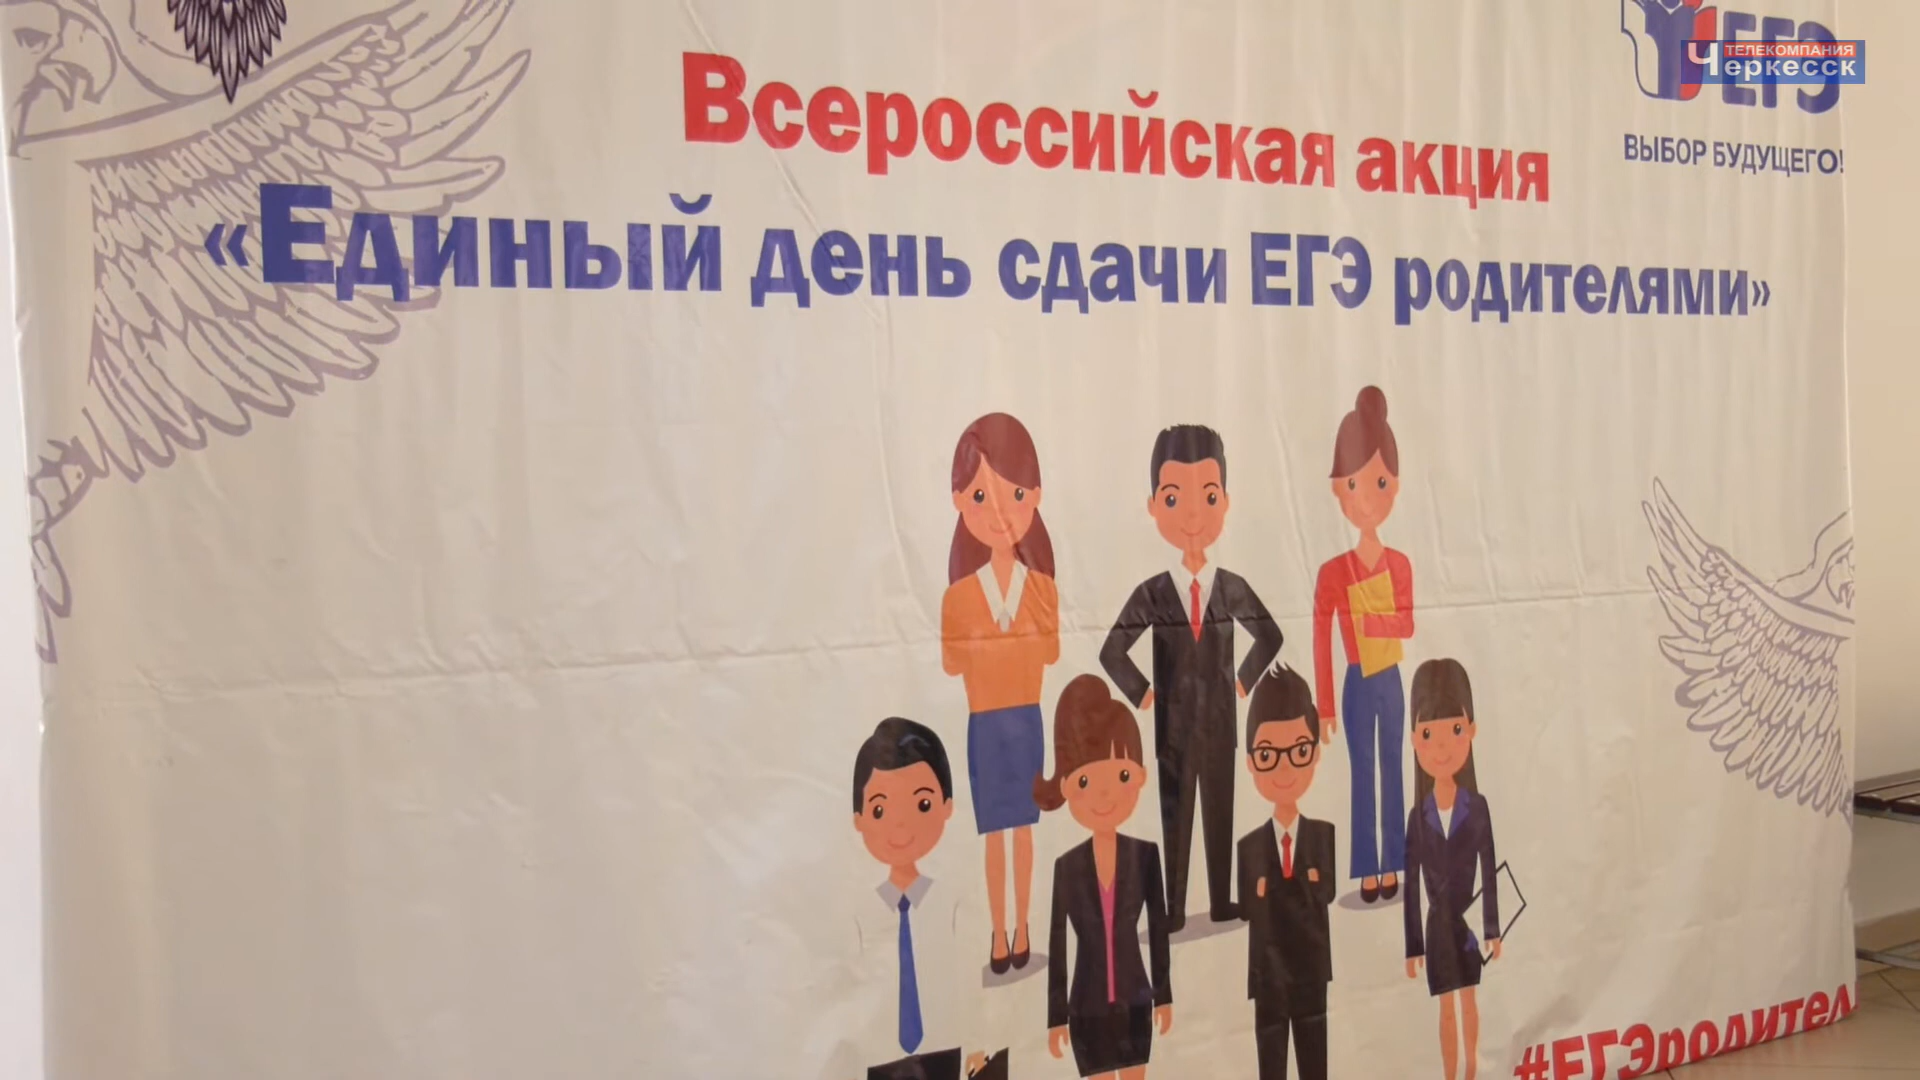 ТЕЛЕКОМПАНИЯ
Черкесск
ЕГЭ
ВЫБОР БУДУЩЕГО!
Всероссийская акция
«Единый день сдачи ЕГЭ родителями»
#ЕГЭродител